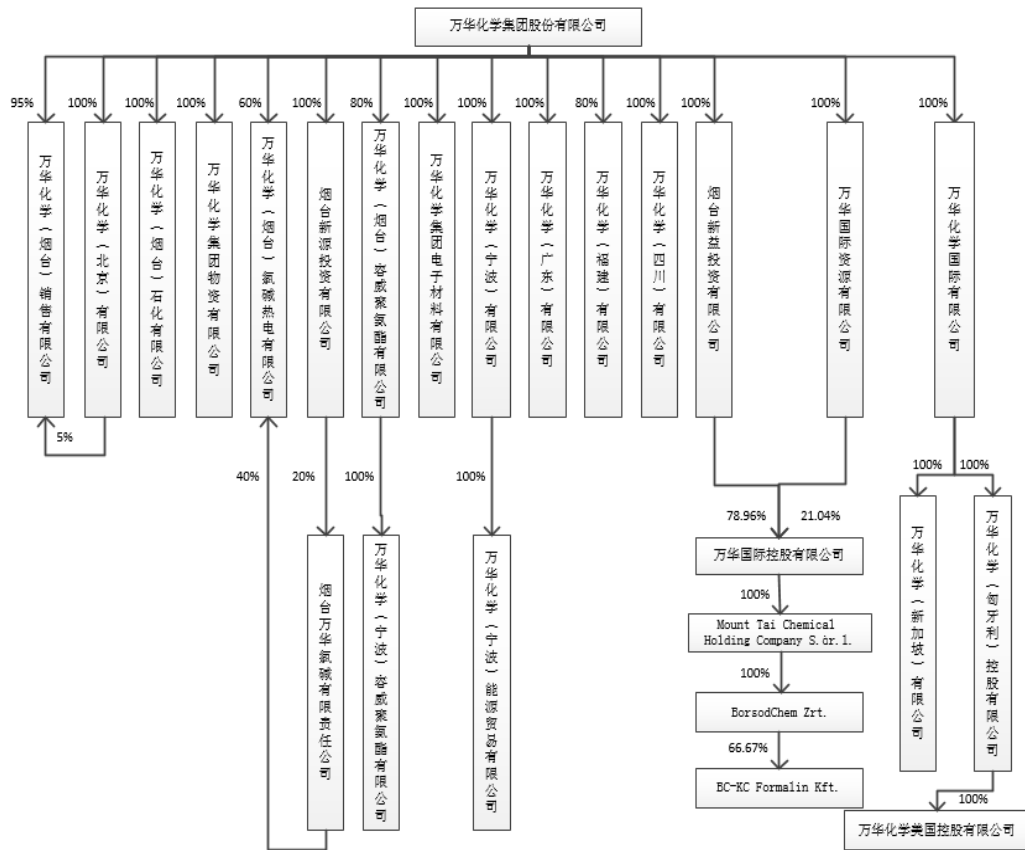 万华化学集团股份有限公司
95%
100%
100%
100%
60%
100%
80%
100%
100%
100%
80%
100%
100%
100%
100%
万华化学（烟台）销售有限公司
万华化学（北京）有限公司
万华化学（烟台）石化有限公司
万华化学集团物资有限公司
万华化学（烟台）氯碱热电有限公司
烟台新源投资有限公司
万华化学（烟台）容威聚氨酯有限公司
万华化学集团电子材料有限公司
万华化学（宁波）有限公司
万华化学（广东）有限公司
万华化学（福建）有限公司
万华化学（四川）有限公司
烟台新益投资有限公司
万华国际资源有限公司
万华化学国际有限公司
5%
40%
20%
100%
100%
78.96%
21.04%
100%
100%
烟台万华氯碱有限责任公司
万华化学（宁波）容威聚氨酯有限公司
万华化学（宁波）能源贸易有限公司
万华国际控股有限公司
100%
Mount Tai Chemical
Holding Company S.àr.l.
100%
BorsodChem Zrt.
66.67%
BC-KC Formalin Kft.
万华化学（新加坡）有限公司
万华化学（匈牙利）控股有限公司
100%
万华化学美国控股有限公司